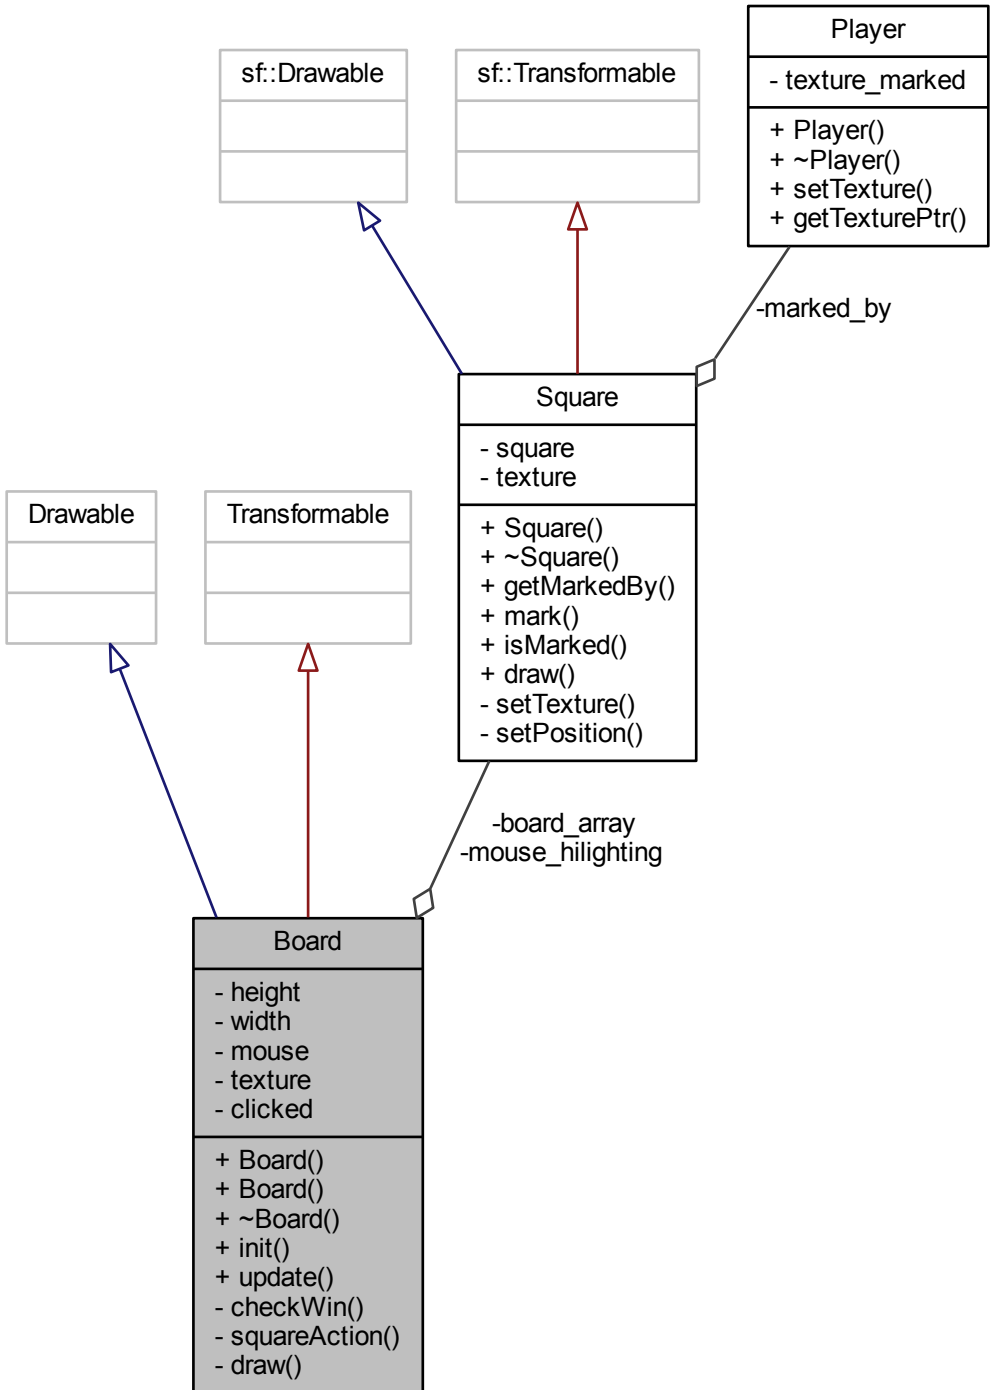 Player
- texture_marked
+ Player()
+ ~Player()
+ setTexture()
+ getTexturePtr()
sf::Drawable
sf::Transformable
-marked_by
Square
- square
- texture
+ Square()
+ ~Square()
+ getMarkedBy()
+ mark()
+ isMarked()
+ draw()
- setTexture()
- setPosition()
Drawable
Transformable
-board_array
-mouse_hilighting
Board
- height
- width
- mouse
- texture
- clicked
+ Board()
+ Board()
+ ~Board()
+ init()
+ update()
- checkWin()
- squareAction()
- draw()